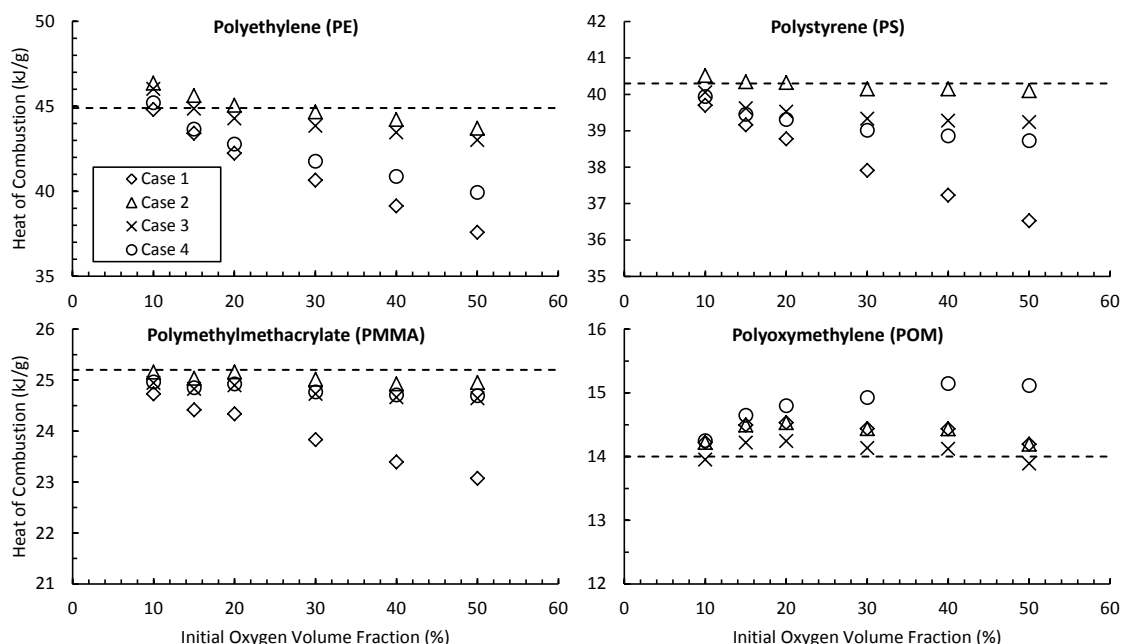 Polyethylene (PE)
Heat of Combustion (kJ/g)
50
45
40
35
Case 1
Case 2
Case 3
Case 4
0 10 20 30 40 50 60
Polystyrene (PS)
42
41
40
39
38
37
36
35
0 10 20 30 40 50 60
Polymethylmethacrylate (PMMA)
Heat of Combustion (kJ/g)
26
25
24
23
22
21
0 10 20 30 40 50 60
Initial Oxygen Volume Fraction (%)
Polyoxymethylene (POM)
16
15
14
13
12
0 10 20 30 40 50 60
Initial Oxygen Volume Fraction (%)